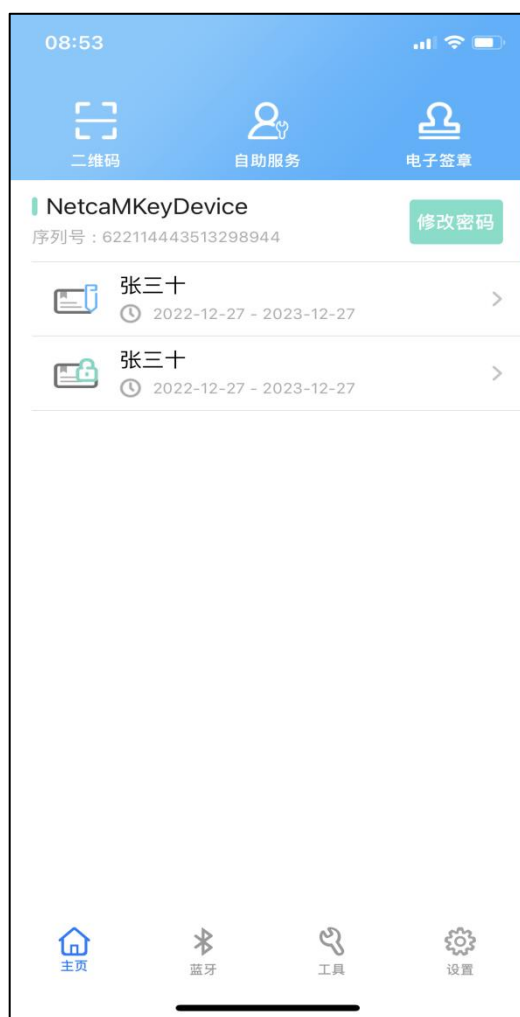 08:53
二维码
自助服务
电子签章
NetcaMKeyDevice
修改密码
序列号：622114443513298944
张三十
2022-12-27 - 2023-12-27
张三十
2022-12-27 - 2023-12-27
主页
蓝牙
工具
设置